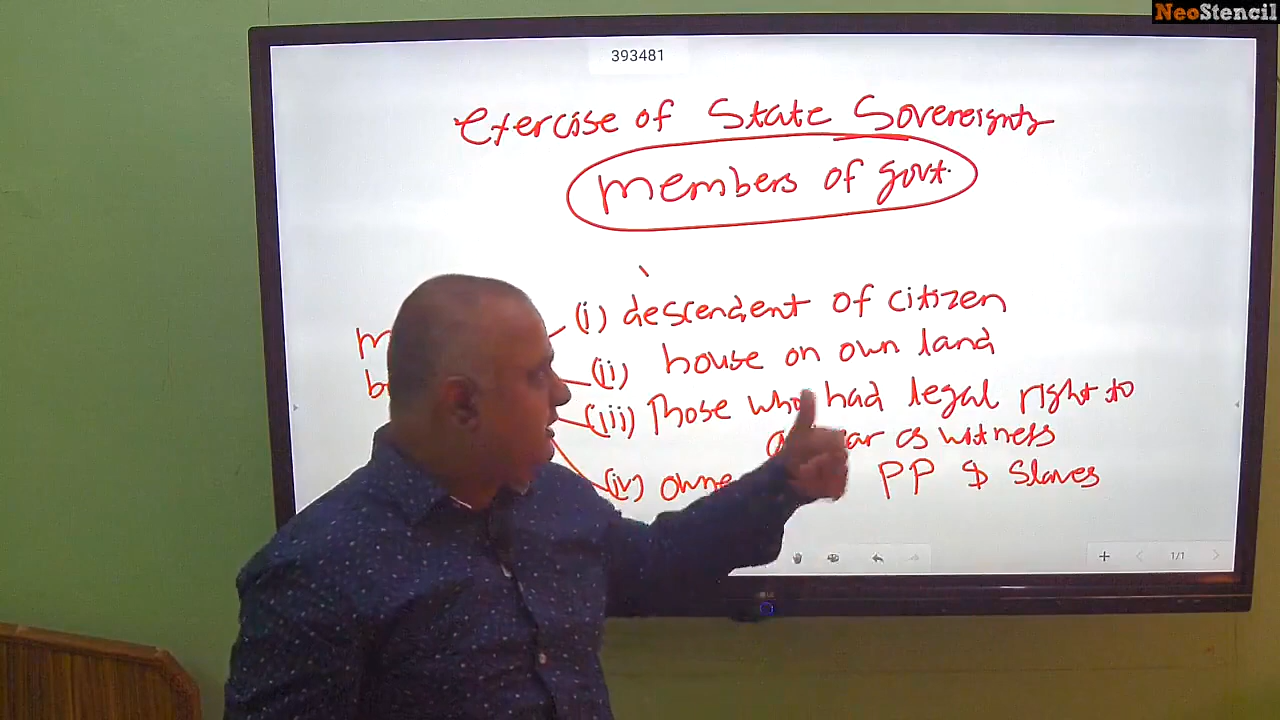 NeoStencil
393481
Exercise of State Sovereignty
members of govt.
(i) descendent of citizen
(ii) house on own land
(iii) Those who had legal right to
as witness
(iv) PP & Slaves
1/1
LG